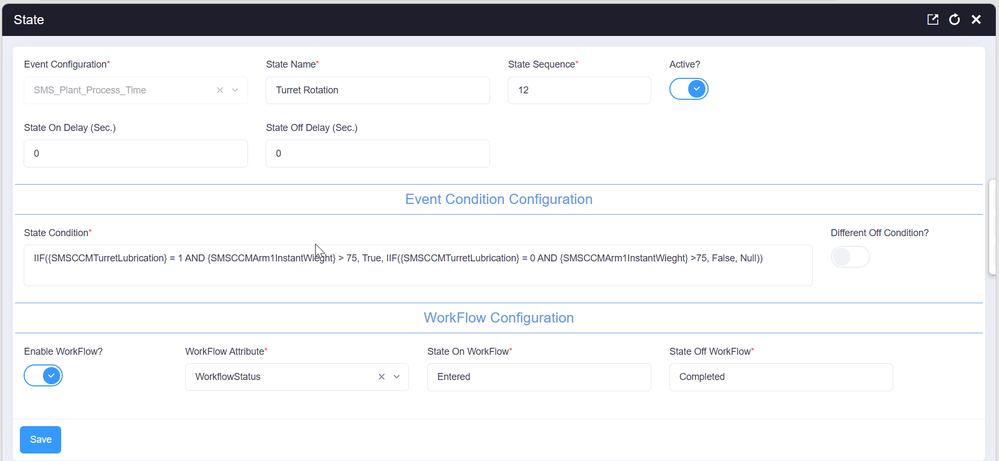 State
Event Configuration* State Name* State Sequence* Active?
SMS_Plant_Process_Time Turret Rotation 12
State On Delay (Sec.) State Off Delay (Sec.)
0 0
Event Condition Configuration
State Condition* Different Off Condition?
IIF({SMSCCMTurretLubrication} = 1 AND {SMSCCMArm1InstantWieght} > 75, True, IIF({SMSCCMTurretLubrication} = 0 AND {SMSCCMArm1InstantWieght} >75, False, Null))
WorkFlow Configuration
Enable WorkFlow? WorkFlow Attribute* State On WorkFlow* State Off WorkFlow*
WorkflowStatus Entered Completed
Save